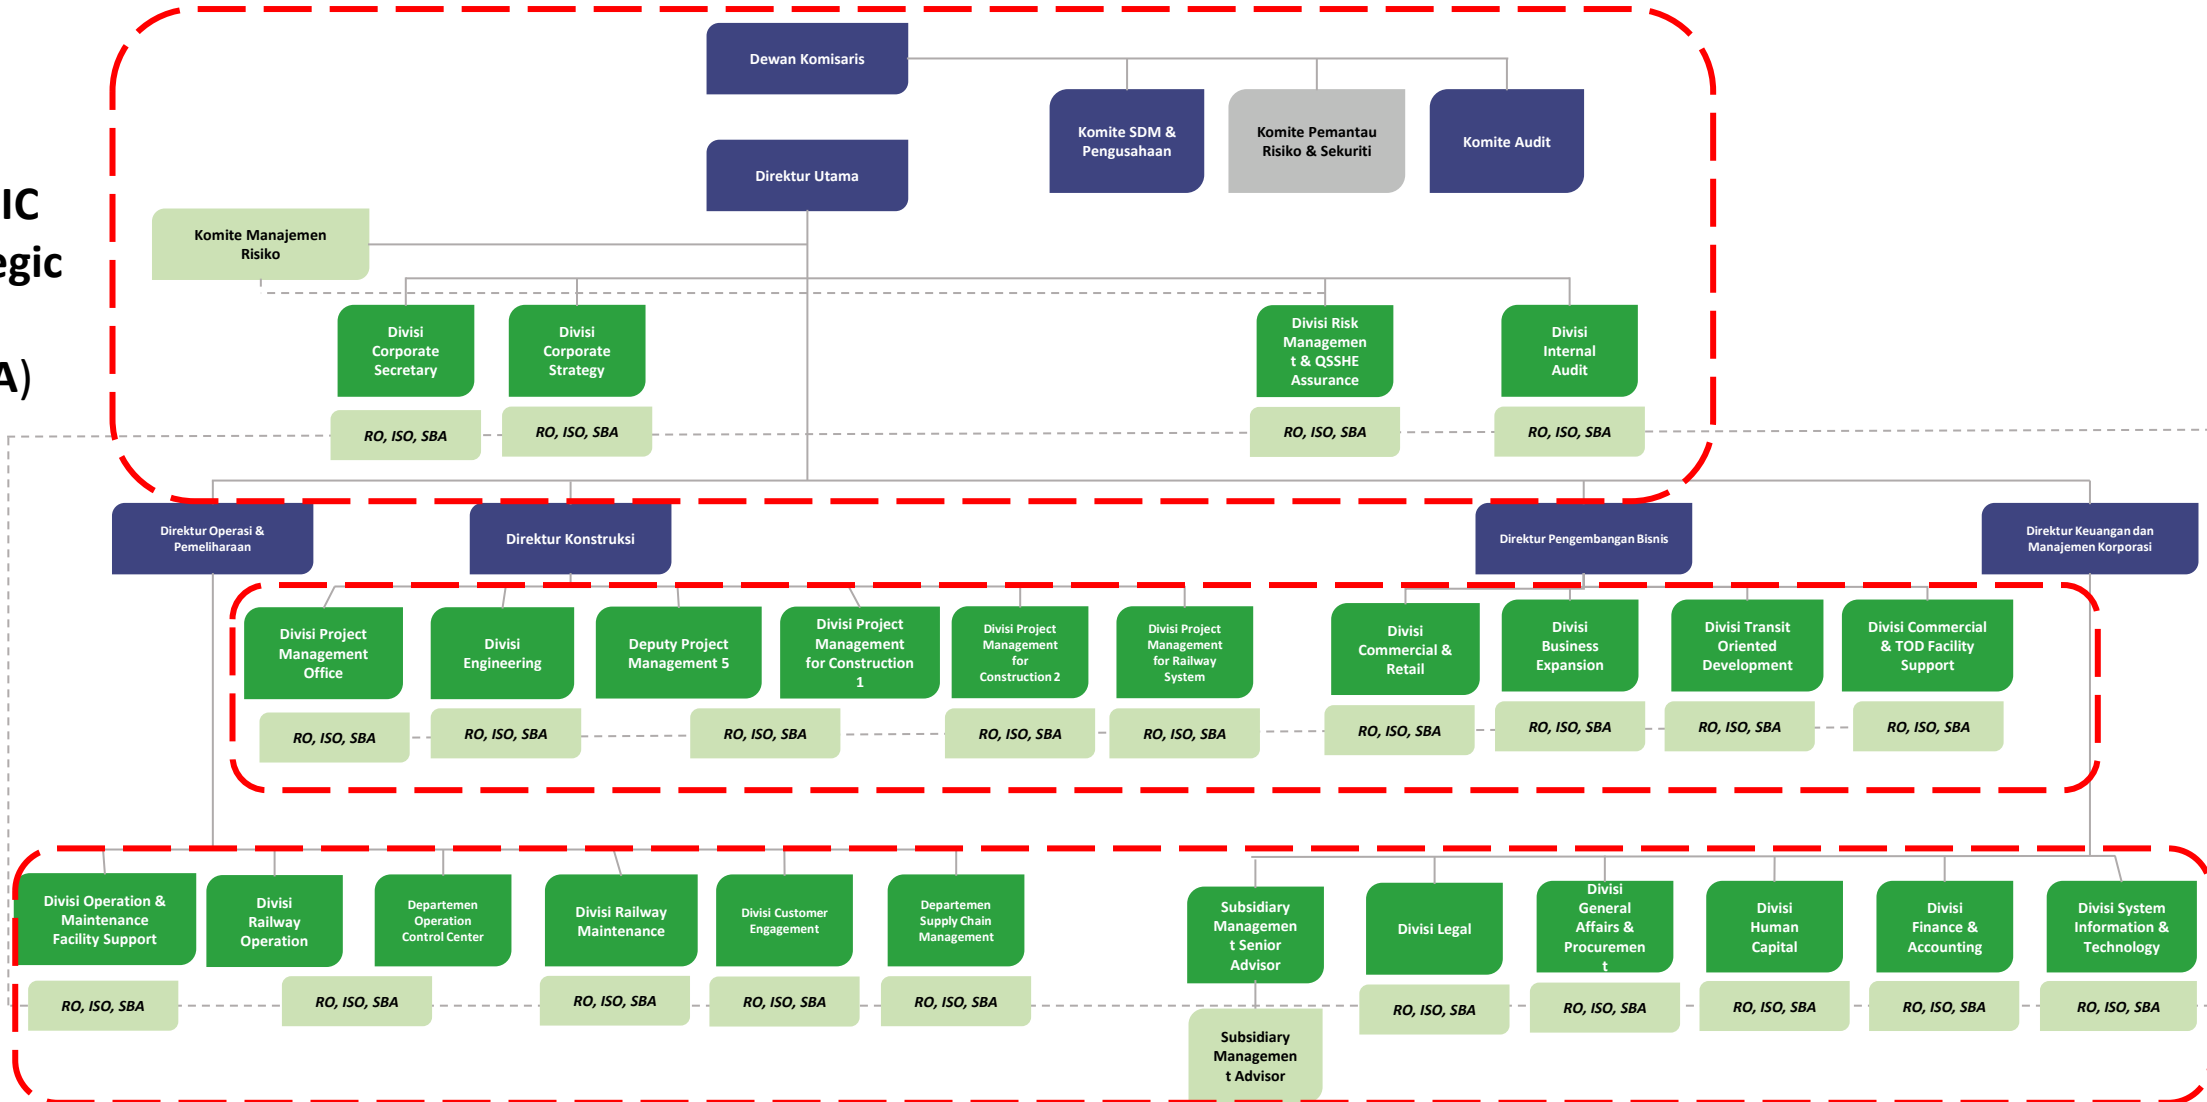 Dewan Komisaris
Komite SDM &
Pengusahaan
Komite Pemantau
Risiko & Sekuriti
Komite Audit
Direktur Utama
IC
egic
A)
Komite Manajemen
Risiko
Divisi
Corporate
Secretary
Divisi
Corporate
Strategy
Divisi Risk
Managemen
t & QSSHE
Assurance
Divisi
Internal
Audit
RO, ISO, SBA
RO, ISO, SBA
RO, ISO, SBA
RO, ISO, SBA
Direktur Operasi &
Pemeliharaan
Direktur Konstruksi
Direktur Pengembangan Bisnis
Direktur Keuangan dan
Manajemen Korporasi
Divisi Project
Management
Office
Divisi
Engineering
Deputy Project
Management 5
Divisi Project
Management
for Construction
1
Divisi Project
Management
for
Construction 2
Divisi Project
Management
for Railway
System
Divisi
Commercial &
Retail
Divisi
Business
Expansion
Divisi Transit
Oriented
Development
Divisi Commercial
& TOD Facility
Support
RO, ISO, SBA
RO, ISO, SBA
RO, ISO, SBA
RO, ISO, SBA
RO, ISO, SBA
RO, ISO, SBA
RO, ISO, SBA
RO, ISO, SBA
RO, ISO, SBA
Divisi Operation &
Maintenance
Facility Support
Divisi
Railway
Operation
Departemen
Operation
Control Center
Divisi Railway
Maintenance
Divisi Customer
Engagement
Departemen
Supply Chain
Management
Subsidiary
Managemen
t Senior
Advisor
Divisi Legal
Divisi
General
Affairs &
Procuremen
t
Divisi
Human
Capital
Divisi
Finance &
Accounting
Divisi System
Information &
Technology
RO, ISO, SBA
RO, ISO, SBA
RO, ISO, SBA
RO, ISO, SBA
RO, ISO, SBA
RO, ISO, SBA
RO, ISO, SBA
RO, ISO, SBA
RO, ISO, SBA
RO, ISO, SBA
Subsidiary
Managemen
t Advisor